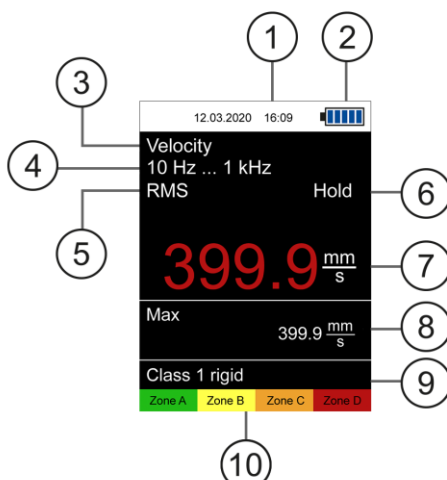 1 2
12.03.2020 16:09
3
Velocity
4
10 Hz ... 1 kHz
5
RMS Hold 6
399.9 mm/s 7
Max
399.9 mm/s 8
Class 1 rigid 9
Zone A Zone B Zone C Zone D
10